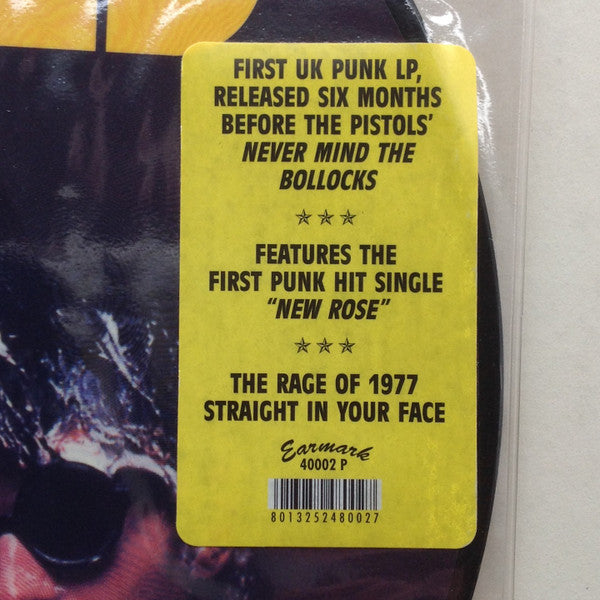 FIRST UK PUNK LP,
RELEASED SIX MONTHS
BEFORE THE PISTOLS'
NEVER MIND THE
BOLLOCKS
FEATURES THE
FIRST PUNK HIT SINGLE
"NEW ROSE"
THE RAGE OF 1977
STRAIGHT IN YOUR FACE
Earmark
40002 P
8013252480027